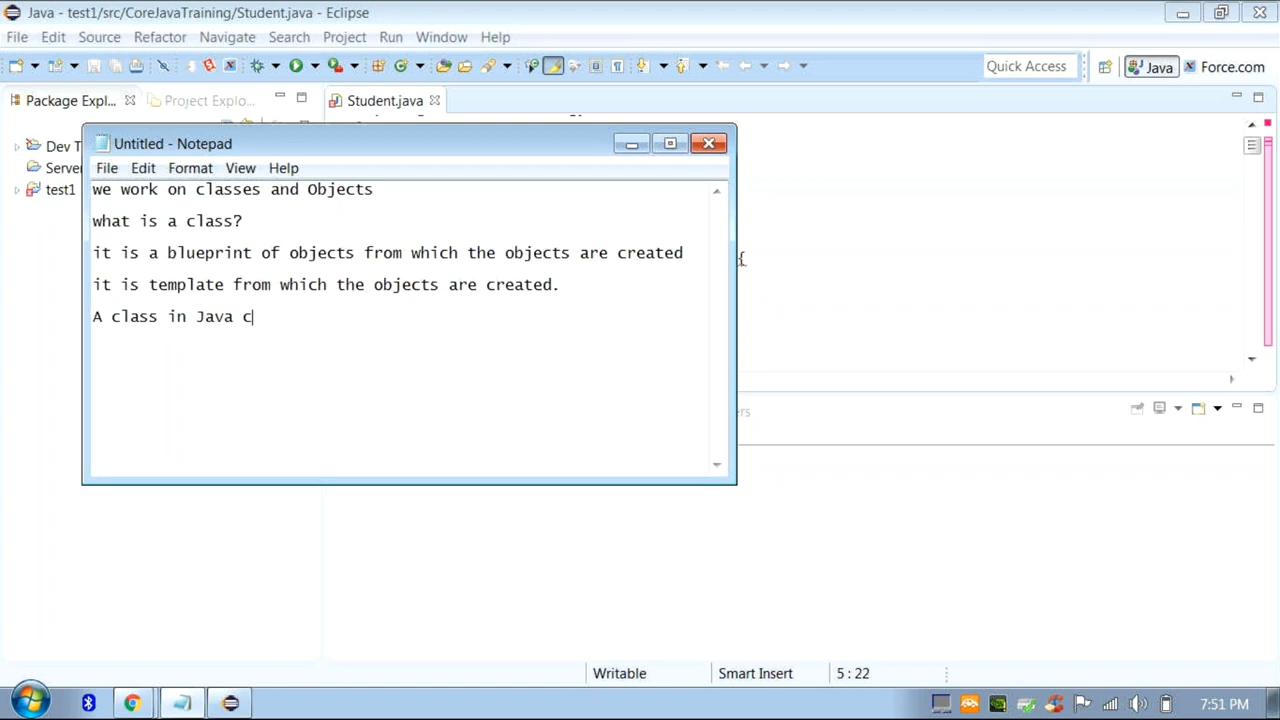 Java - test1/src/CoreJavaTraining/Student.java - Eclipse
File Edit Source Refactor Navigate Search Project Run Window Help
Quick Access Java Force.com
Package Expl... Project Explo... Student.java
Untitled - Notepad
Dev T
File Edit Format View Help
Server
test1
we work on classes and Objects
what is a class?
it is a blueprint of objects from which the objects are created
{
it is template from which the objects are created.
A class in Java c
ers
Writable Smart Insert 5 : 22
7:51 PM